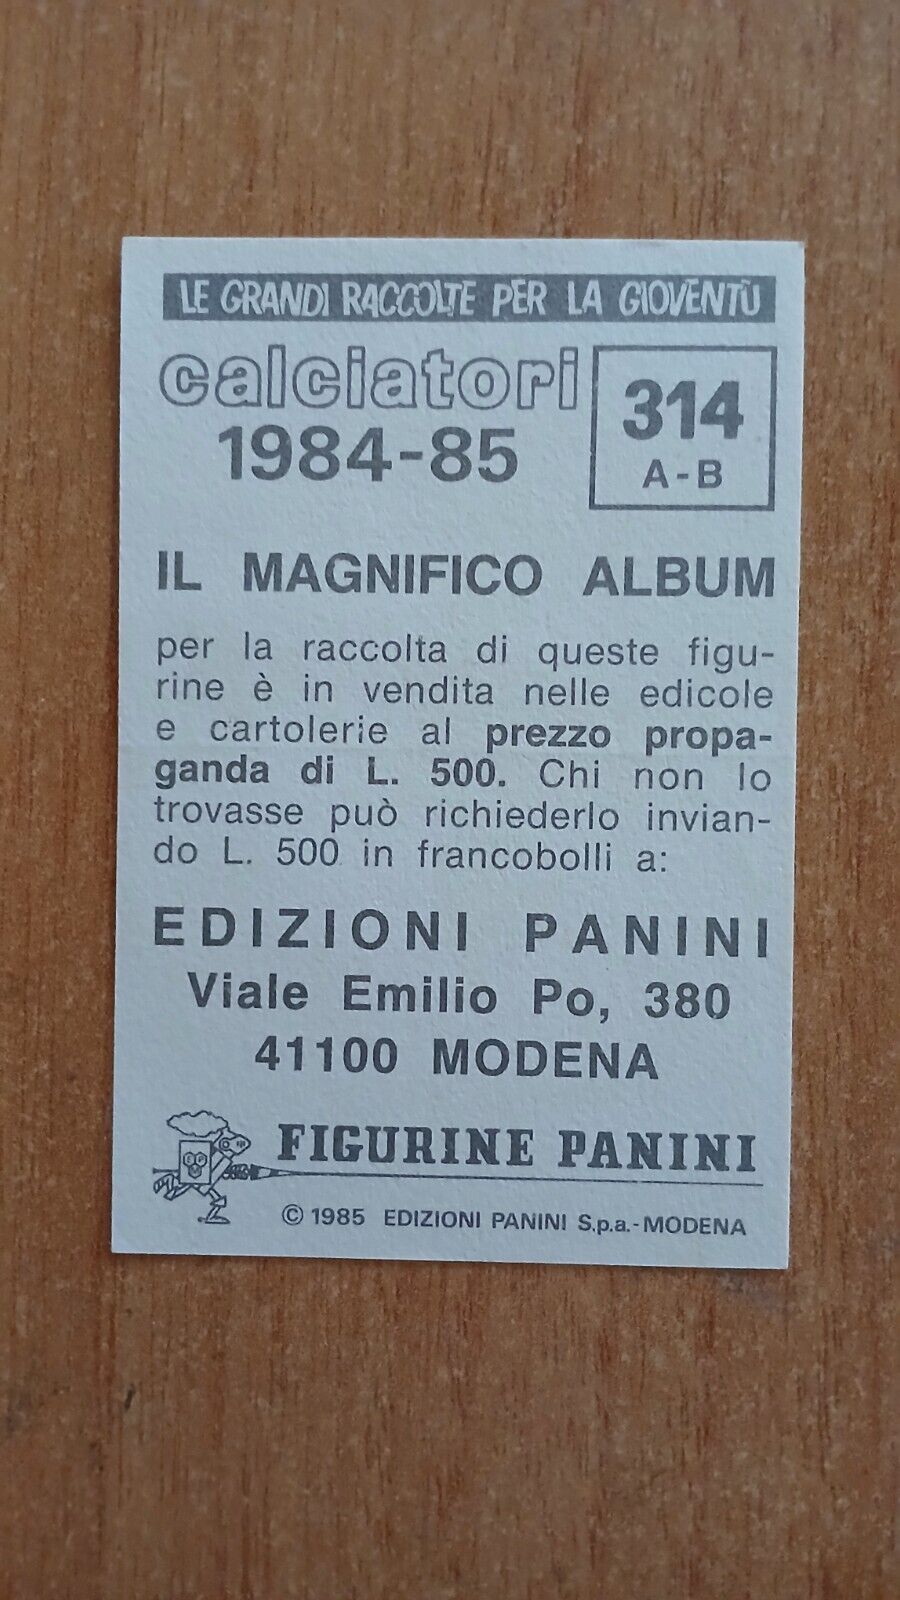 LE GRANDI RACCOLTE PER LA GIOVENTÙ
calciatori
1984-85
314
A-B
IL MAGNIFICO ALBUM
per la raccolta di queste figu-
rine è in vendita nelle edicole
e cartolerie al prezzo propa-
ganda di L. 500. Chi non lo
trovasse può richiederlo invian-
do L. 500 in francobolli a:
EDIZIONI PANINI
Viale Emilio Po, 380
41100 MODENA
FIGURINE PANINI
© 1985 EDIZIONI PANINI S.p.a.-MODENA